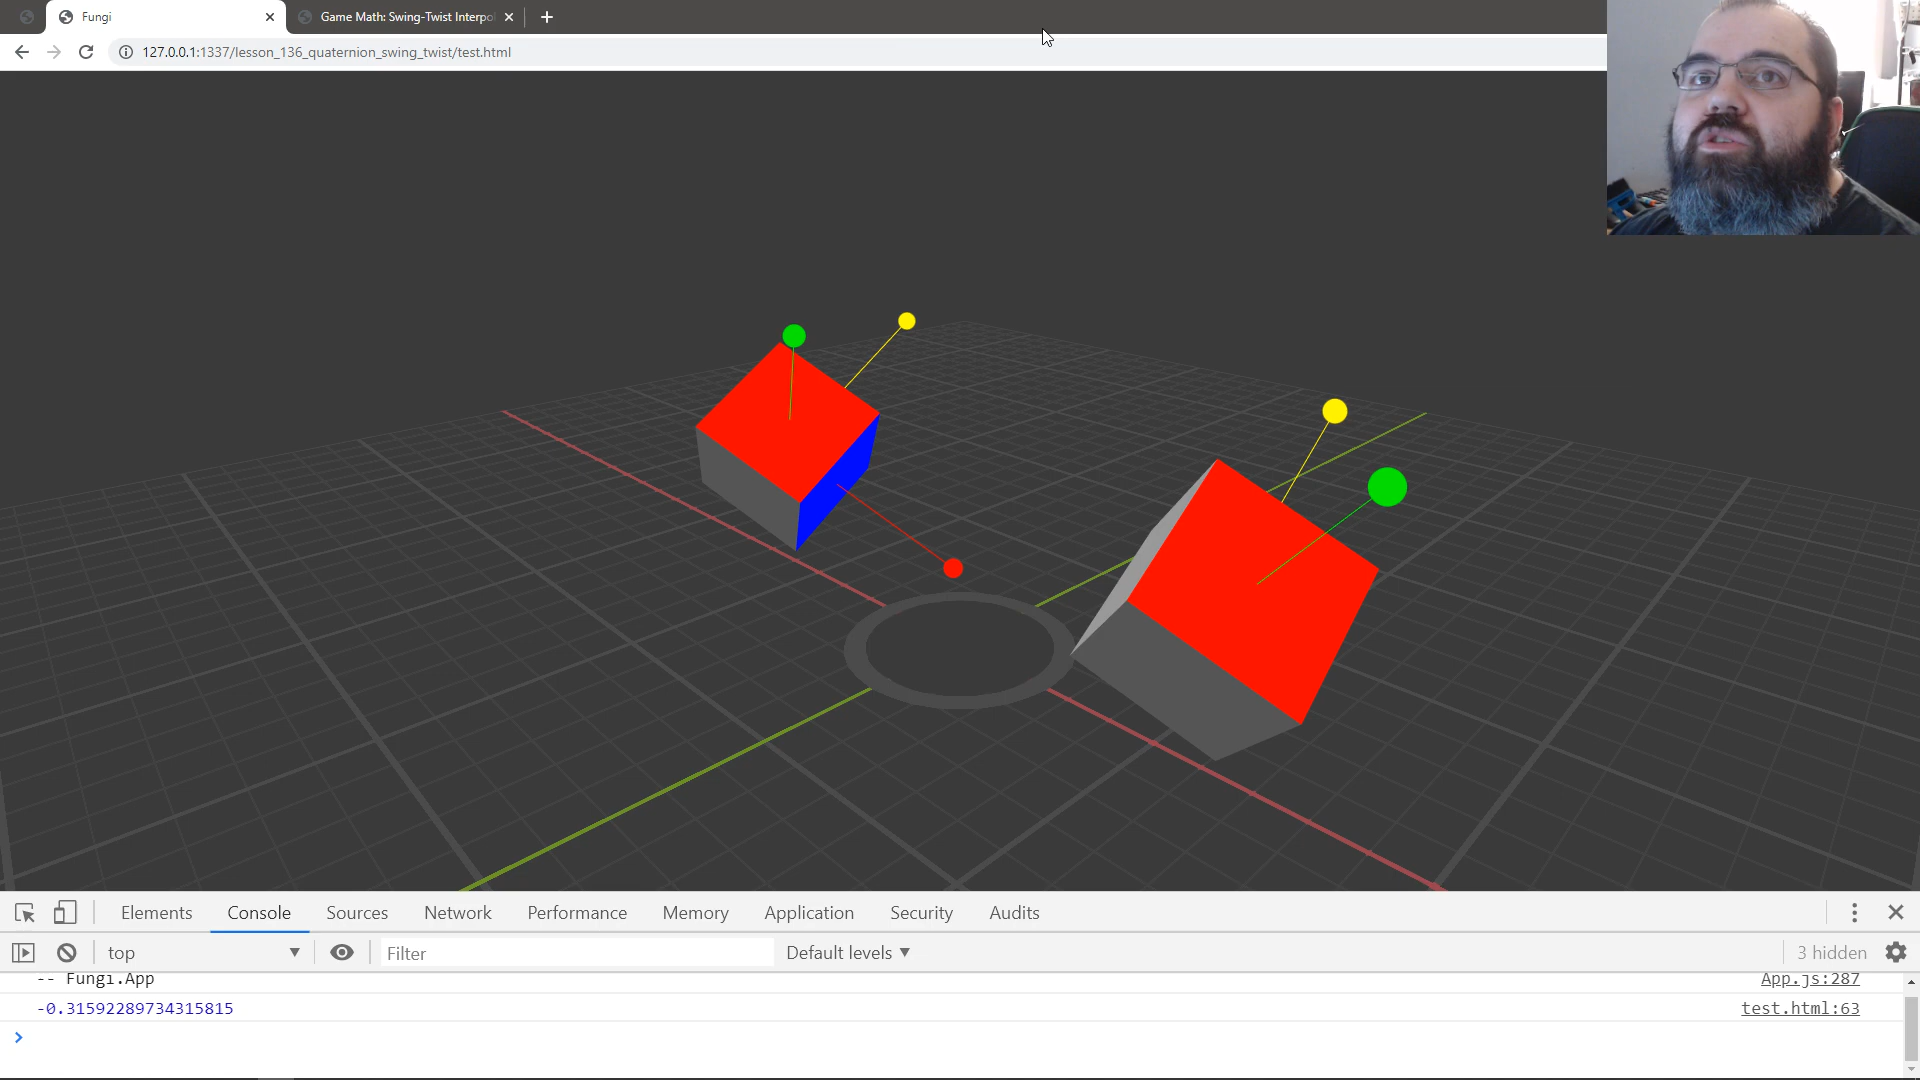 Fungi
Game Math: Swing-Twist Interpo
127.0.0.1:1337/lesson_136_quaternion_swing_twist/test.html
Elements Console Sources Network Performance Memory Application Security Audits
top Filter Default levels 3 hidden
-- Fungi.App App.js:287
-0.31592289734315815 test.html:63